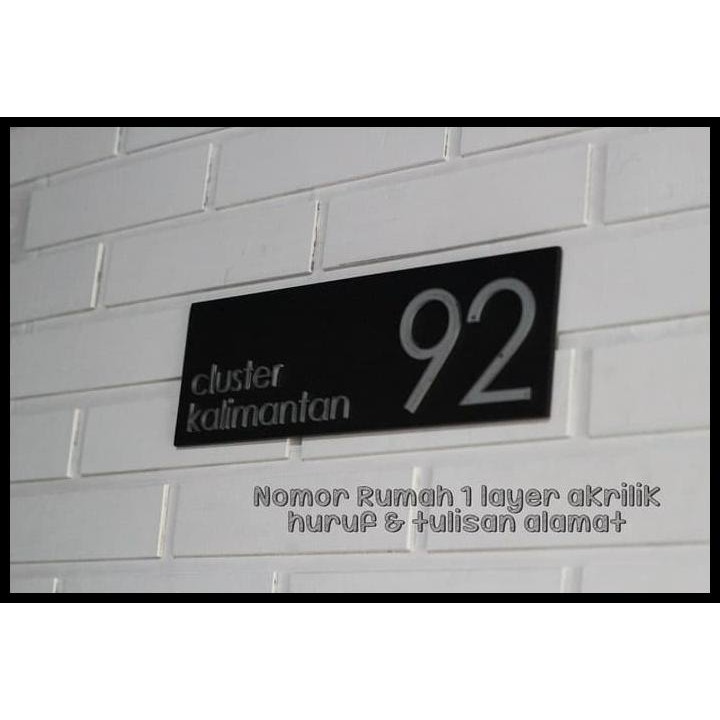 92
cluster
kalimantan
Nomor Rumah 1 layer akrilik
huruf & tulisan alamat